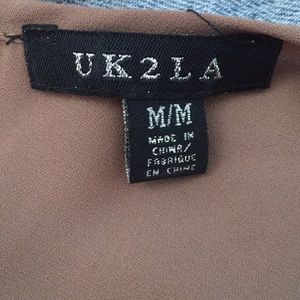 UK2LA
M/M
MADE IN
CHINA/
FABRIQUE
EN CHINE